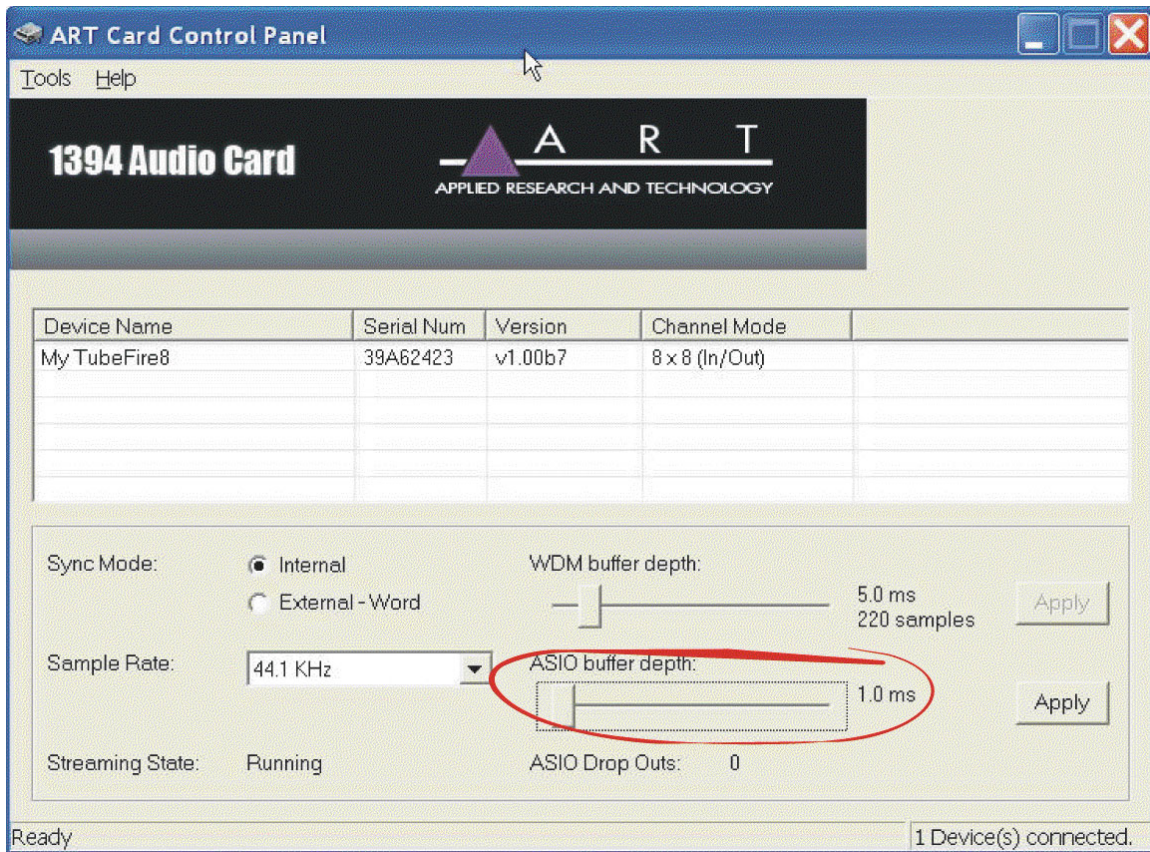 ART Card Control Panel
Tools Help
1394 Audio Card
A R T
APPLIED RESEARCH AND TECHNOLOGY
Device Name Serial Num Version Channel Mode
My TubeFire8 39A62423 v1.00b7 8 x 8 (In/Out)
Sync Mode: Internal WDM buffer depth:
External - Word 5.0 ms
220 samples Apply
Sample Rate: 44.1 KHz ASIO buffer depth:
1.0 ms Apply
Streaming State: Running ASIO Drop Outs: 0
Ready 1 Device(s) connected.